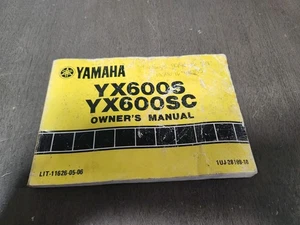 YAMAHA
YX600S
YX600SC
OWNER'S MANUAL
LIT-11626-05-06
1UJ-28199-10